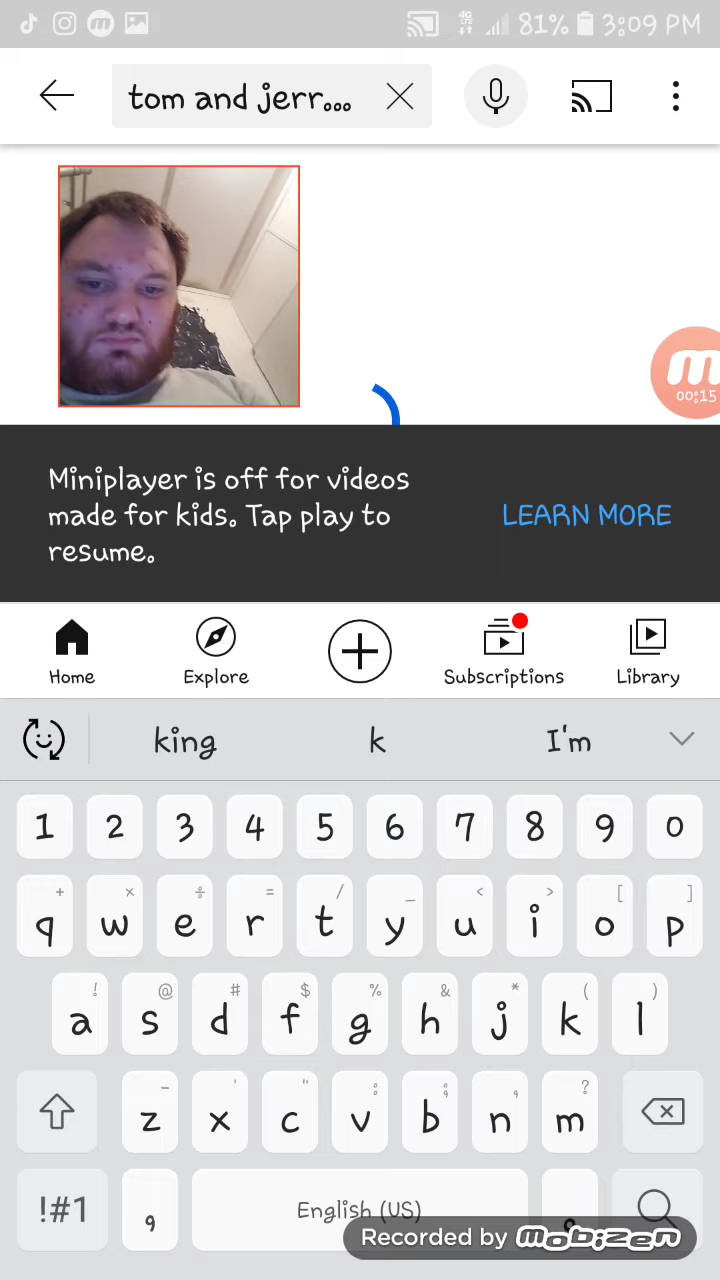 81% 3:09 PM
tom and jerr...
00:15
Miniplayer is off for videos
made for kids. Tap play to
resume.
LEARN MORE
Home Explore Subscriptions Library
king k I'm
1 2 3 4 5 6 7 8 9 0
+ × ÷ = / _ < > [ ]
q w e r t y u i o p
! @ # $ % & * ( )
a s d f g h j k l
- ' " : ; , ?
z x c v b n m
!#1 , English (US) .
Recorded by mobizen